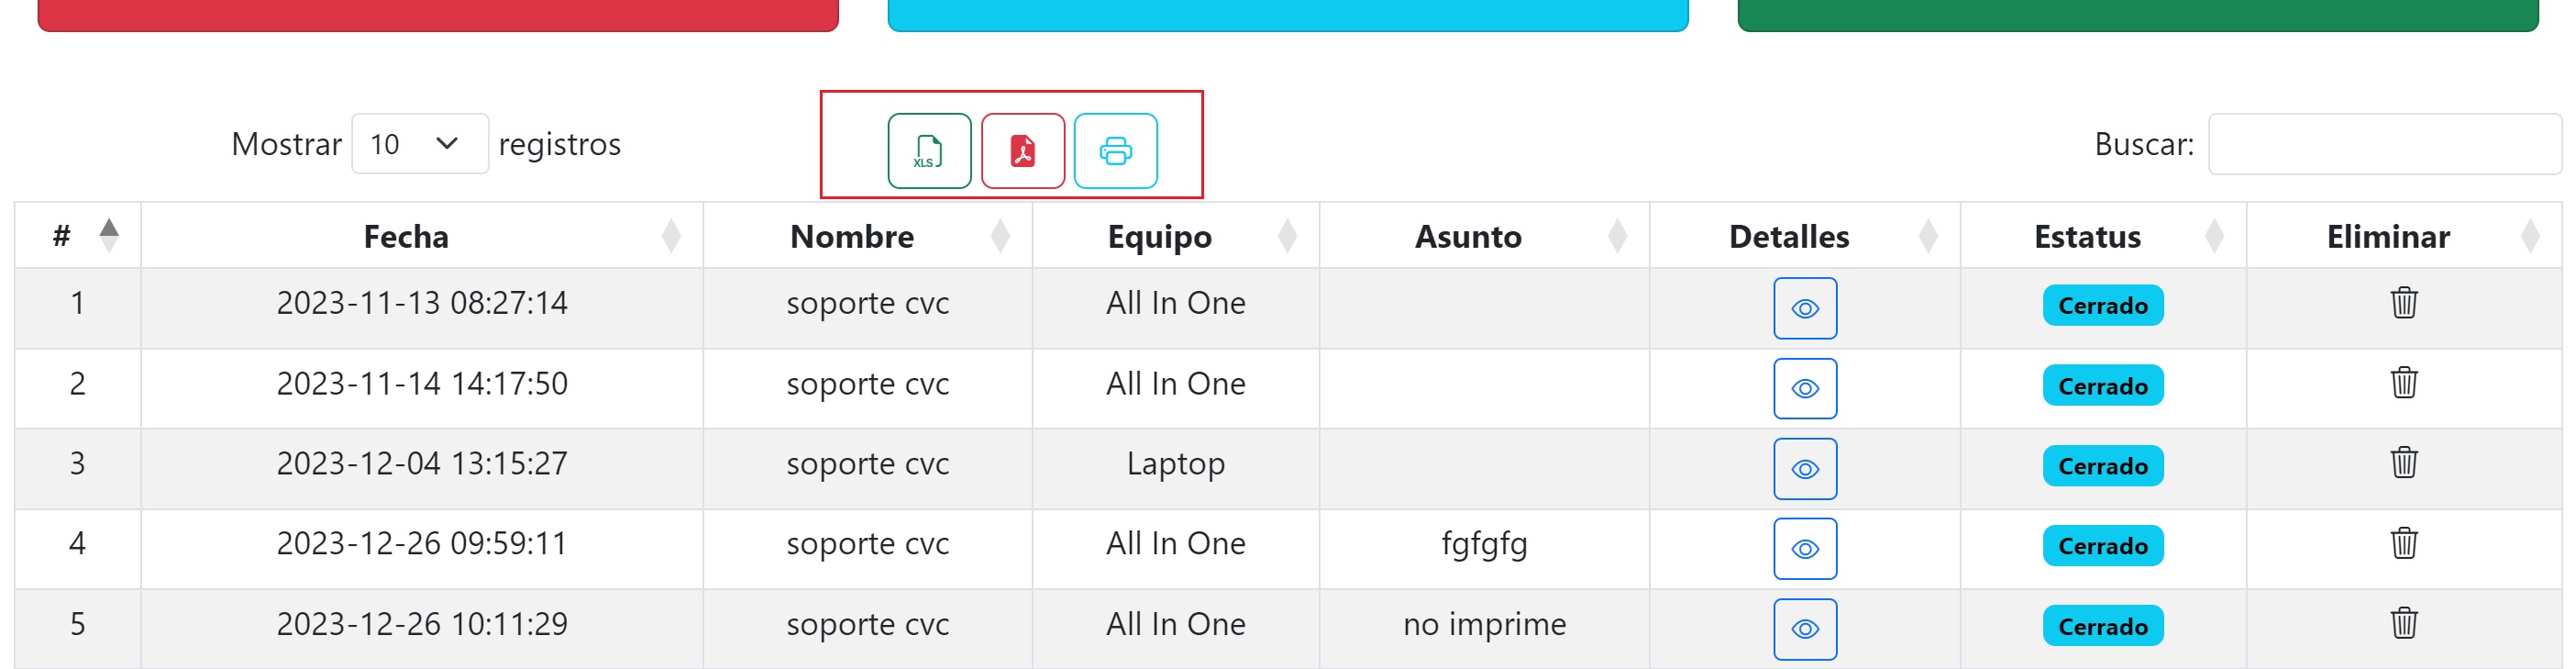 Mostrar 10 registros XLS Buscar:
# Fecha Nombre Equipo Asunto Detalles Estatus Eliminar
1 2023-11-13 08:27:14 soporte cvc All In One Cerrado
2 2023-11-14 14:17:50 soporte cvc All In One Cerrado
3 2023-12-04 13:15:27 soporte cvc Laptop Cerrado
4 2023-12-26 09:59:11 soporte cvc All In One fgfgfg Cerrado
5 2023-12-26 10:11:29 soporte cvc All In One no imprime Cerrado